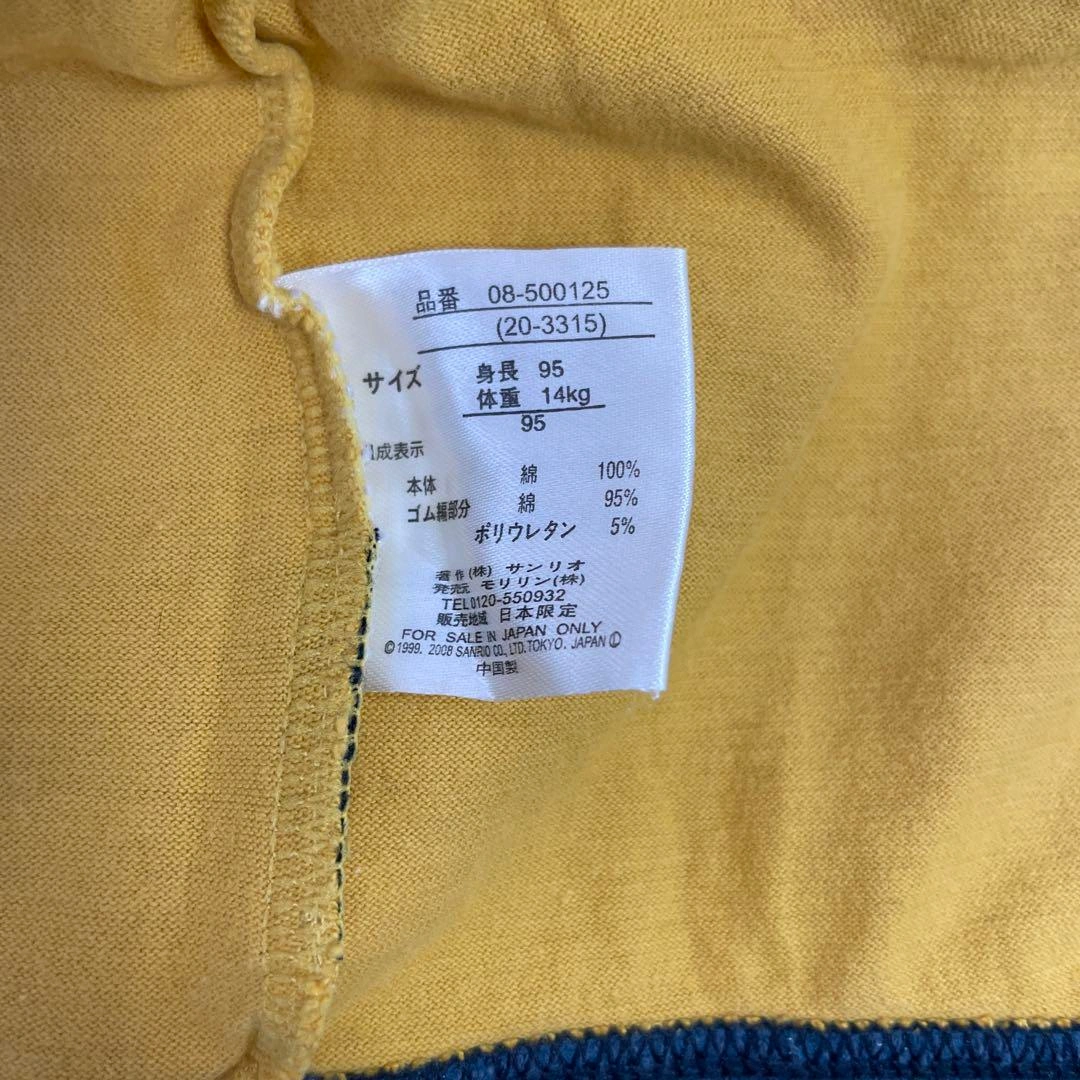 品番 08-500125
(20-3315)
サイズ 身長 95
体重 14kg
95
成表示
本体 綿 100%
ゴム編部分 綿 95%
ポリウレタン 5%
著作(株) サンリオ
発売 モリリン(株)
TEL0120-550932
販売地域 日本限定
FOR SALE IN JAPAN ONLY
©1999. 2008 SANRIO CO., LTD. TOKYO. JAPAN Ⓛ
中国製